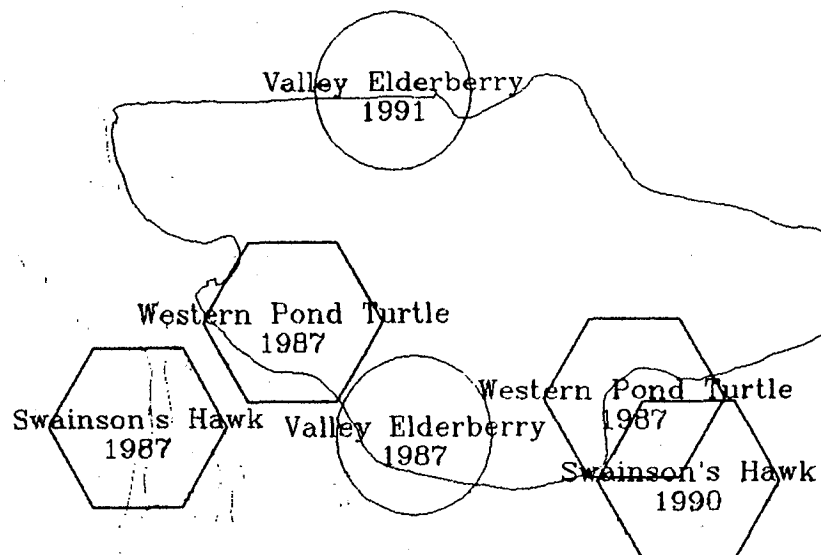 Valley Elderberry
1991
Western Pond Turtle
1987
Swainson's Hawk
1987
Valley Elderberry
1987
Western Pond Turtle
1987
Swainson's Hawk
1990